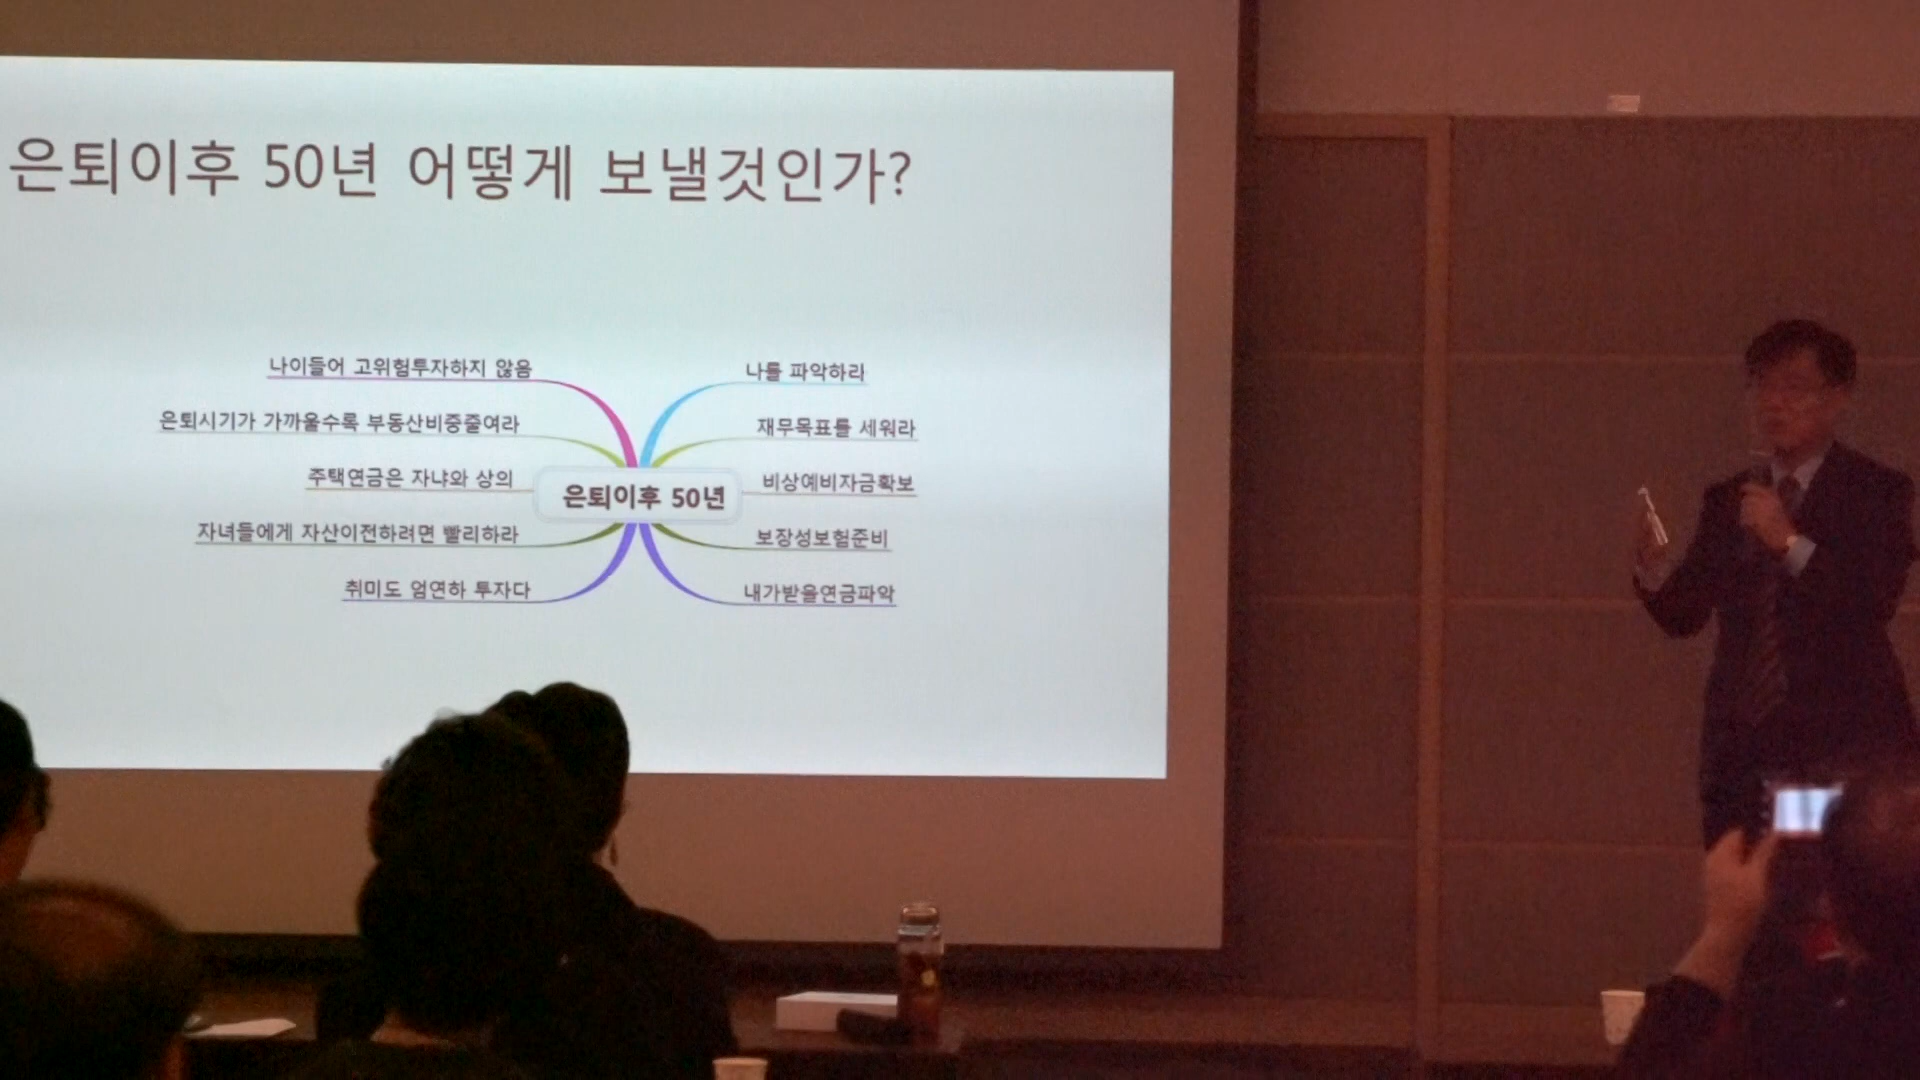 은퇴이후 50년 어떻게 보낼것인가?
나이들어 고위험투자하지 않음
은퇴시기가 가까울수록 부동산비중줄여라
주택연금은 자냐와 상의
자녀들에게 자산이전하려면 빨리하라
취미도 엄연하 투자다
은퇴이후 50년
나를 파악하라
재무목표를 세워라
비상예비자금확보
보장성보험준비
내가받을연금파악